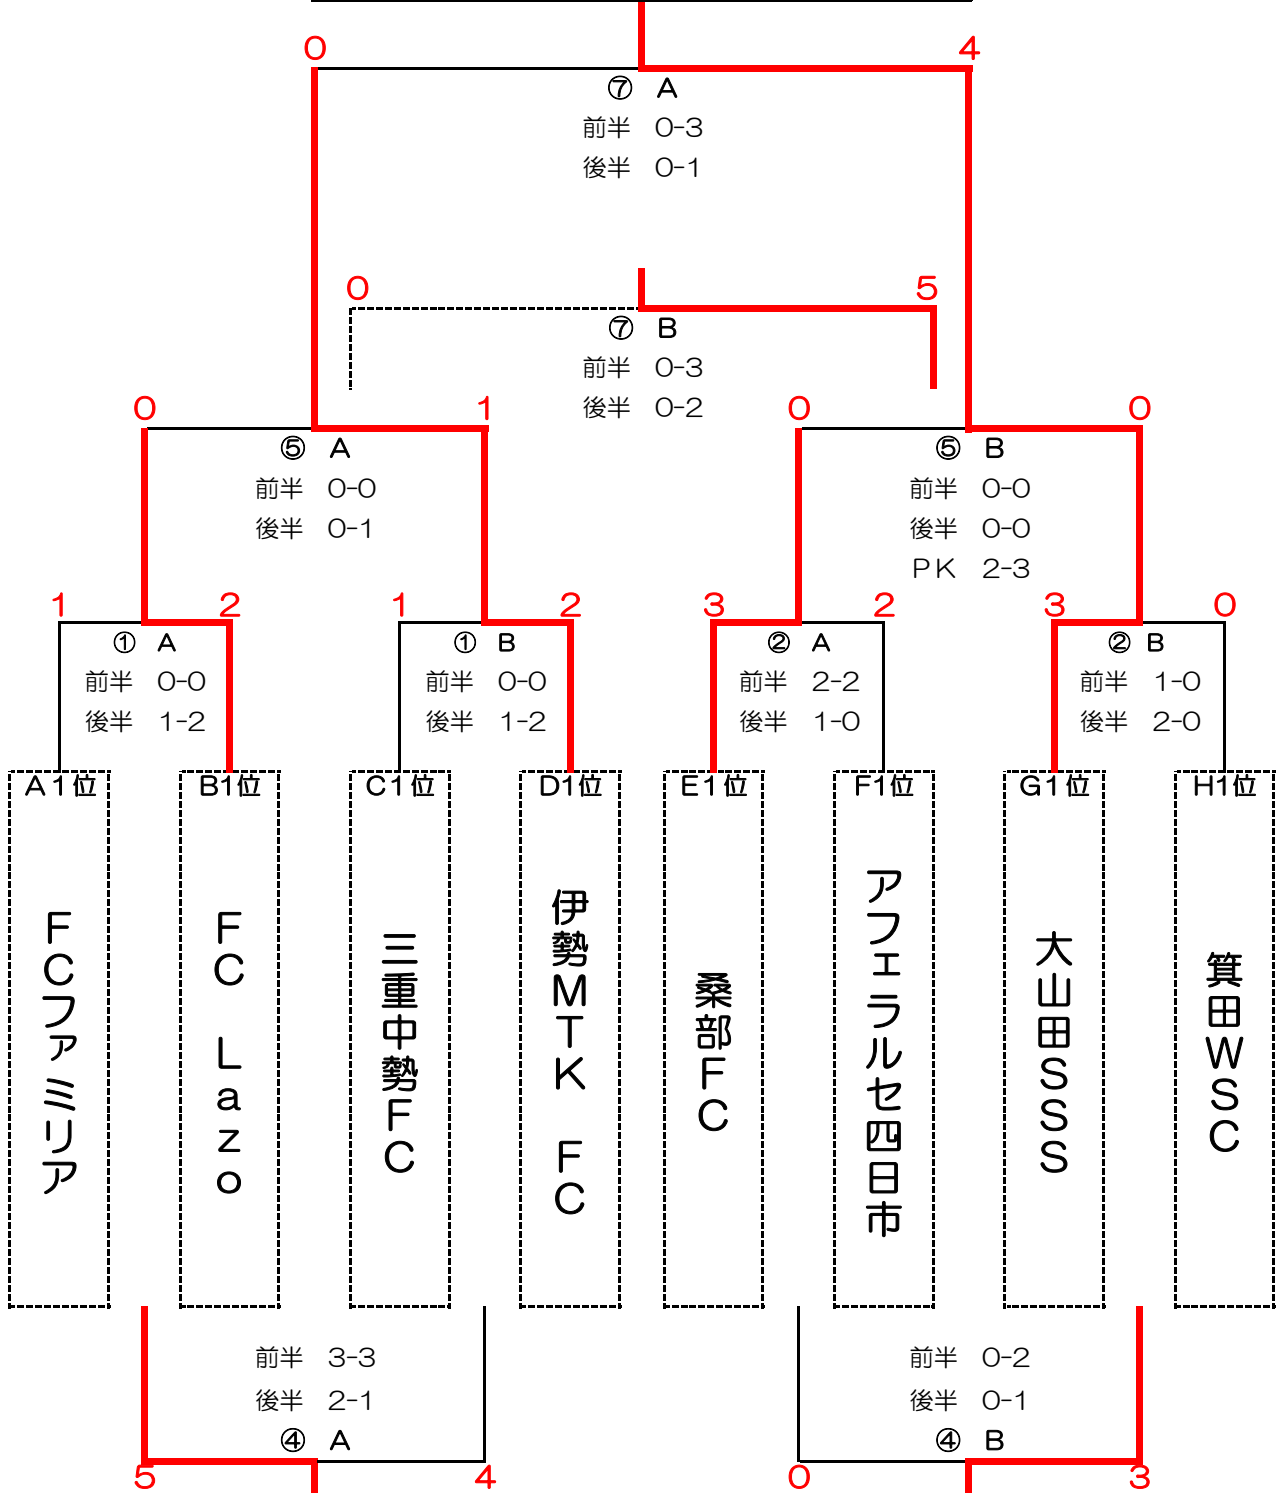 0 4
⑦ A
前半 0-3
後半 0-1
0 5
⑦ B
前半 0-3
後半 0-2
0 1 0 0
⑤ A ⑤ B
前半 0-0 前半 0-0
後半 0-1 後半 0-0
PK 2-3
1 2 1 2 3 2 3 0
① A ① B ② A ② B
前半 0-0 前半 0-0 前半 2-2 前半 1-0
後半 1-2 後半 1-2 後半 1-0 後半 2-0
A1位 B1位 C1位 D1位 E1位 F1位 G1位 H1位
FCファミリア
FC Lazo
三重中勢FC
伊勢MTK FC
桑部FC
アフェラルセ四日市
大山田SSS
箕田WSC
前半 3-3 前半 0-2
後半 2-1 後半 0-1
④ A ④ B
5 4 0 3